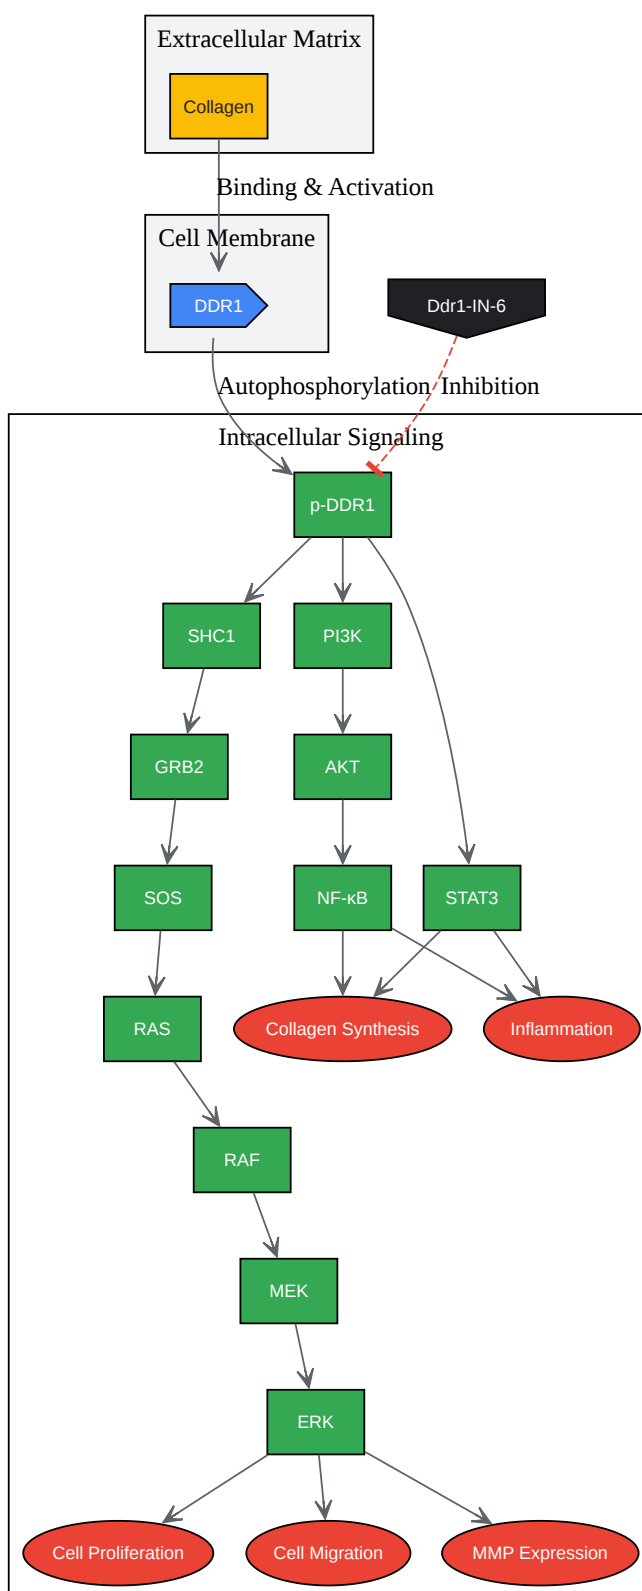 Extracellular Matrix
Collagen
Binding & Activation
Cell Membrane
DDR1
Ddr1-IN-6
Autophosphorylation
Inhibition
Intracellular Signaling
p-DDR1
SHC1
PI3K
GRB2
AKT
SOS
NF-κB
STAT3
RAS
Collagen Synthesis
Inflammation
RAF
MEK
ERK
Cell Proliferation
Cell Migration
MMP Expression